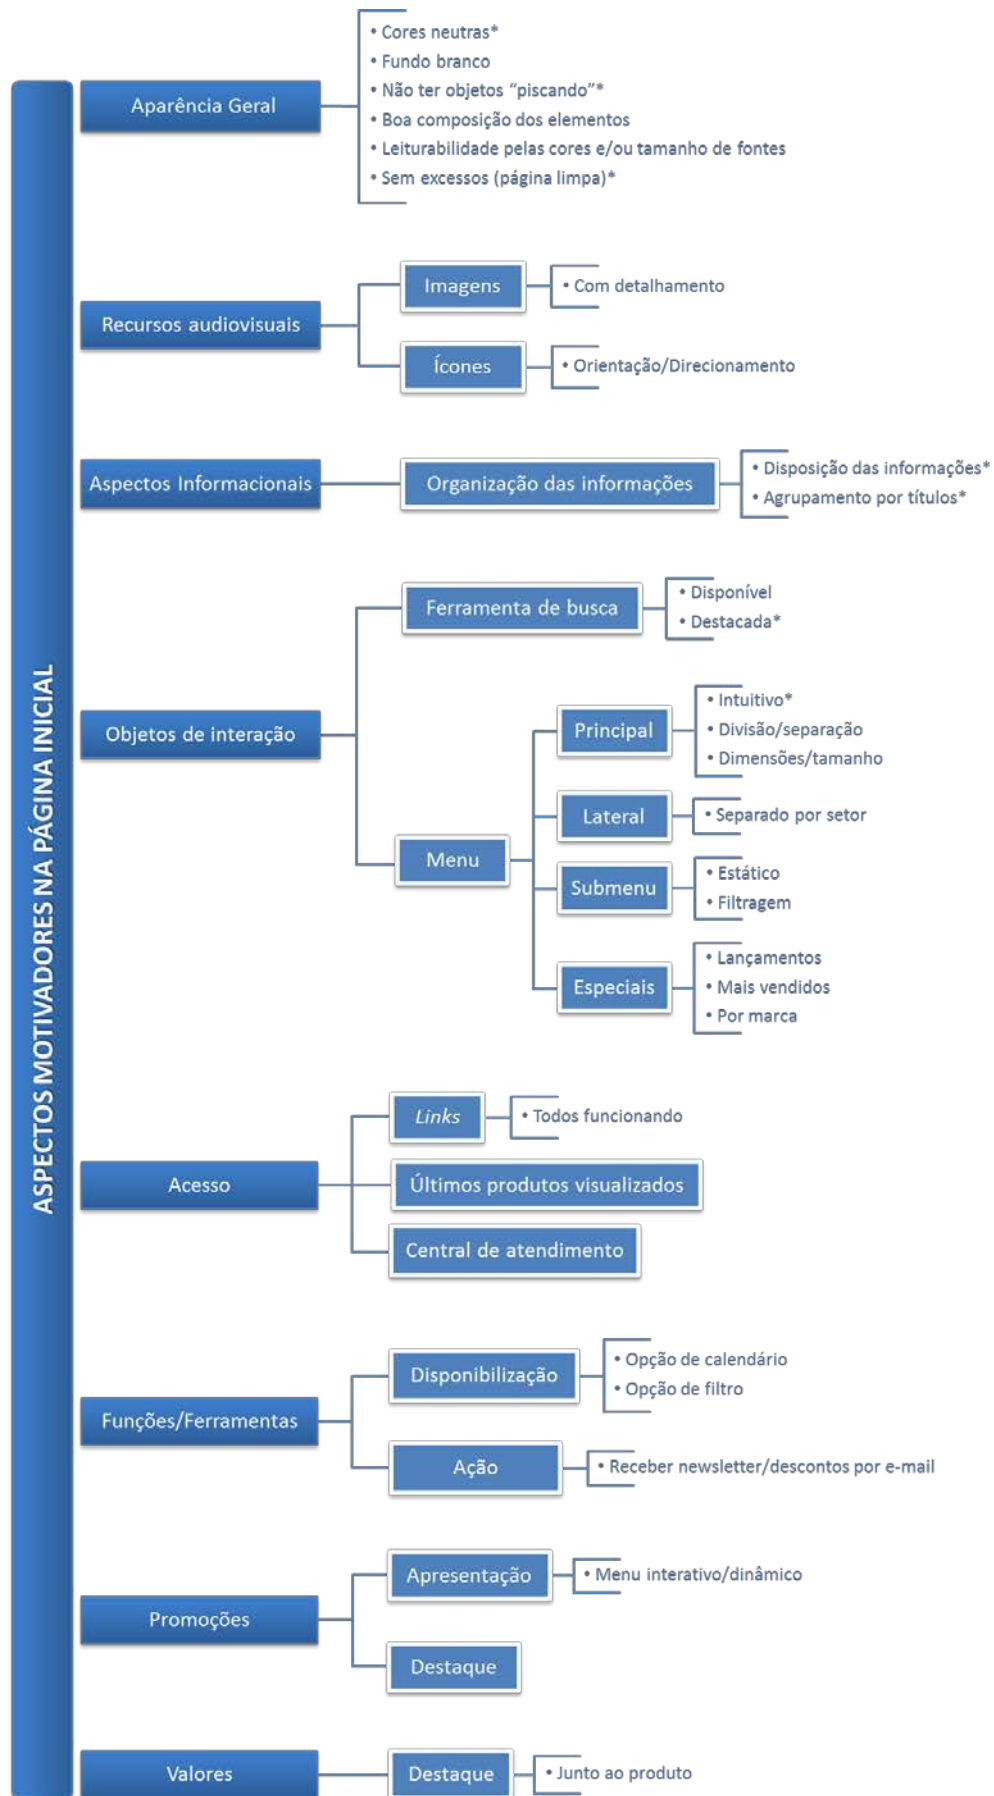 ASPECTOS MOTIVADORES NA PÁGINA INICIAL
Aparência Geral
• Cores neutras*
• Fundo branco
• Não ter objetos “piscando”*
• Boa composição dos elementos
• Leiturabilidade pelas cores e/ou tamanho de fontes
• Sem excessos (página limpa)*
Recursos audiovisuais
Imagens
• Com detalhamento
Ícones
• Orientação/Direcionamento
Aspectos Informacionais
Organização das informações
• Disposição das informações*
• Agrupamento por títulos*
Objetos de interação
Ferramenta de busca
• Disponível
• Destacada*
Menu
Principal
• Intuitivo*
• Divisão/separação
• Dimensões/tamanho
Lateral
• Separado por setor
Submenu
• Estático
• Filtragem
Especiais
• Lançamentos
• Mais vendidos
• Por marca
Acesso
Links
• Todos funcionando
Últimos produtos visualizados
Central de atendimento
Funções/Ferramentas
Disponibilização
• Opção de calendário
• Opção de filtro
Ação
• Receber newsletter/descontos por e-mail
Promoções
Apresentação
• Menu interativo/dinâmico
Destaque
Valores
Destaque
• Junto ao produto